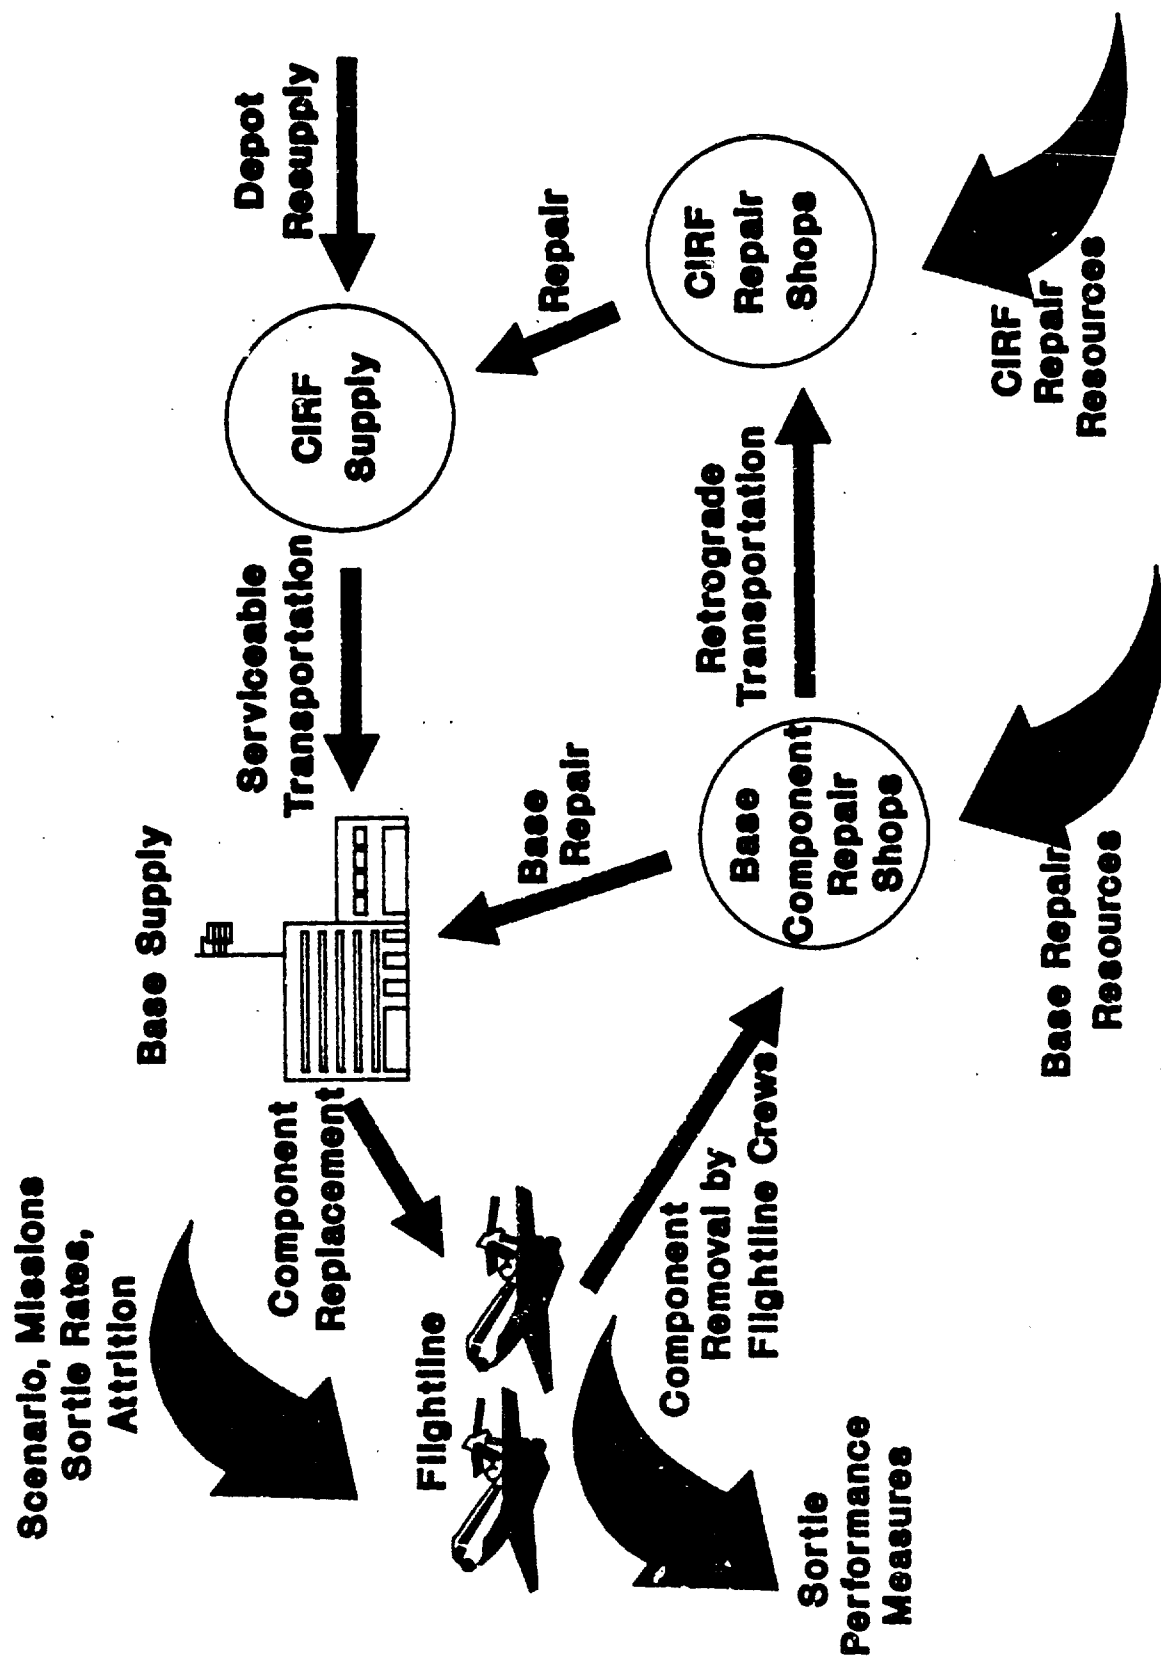 Scenario, Missions
Sortie Rates,
Attrition
Base Supply
Component
Replacement
Serviceable
Transportation
CIRF
Supply
Depot
Resupply
Flightline
Base
Repair
Repair
Component
Removal by
Flightline Crews
Base
Component
Repair
Shops
Retrograde
Transportation
CIRF
Repair
Shops
Sortie
Performance
Measures
Base Repair
Resources
CIRF
Repair
Resources